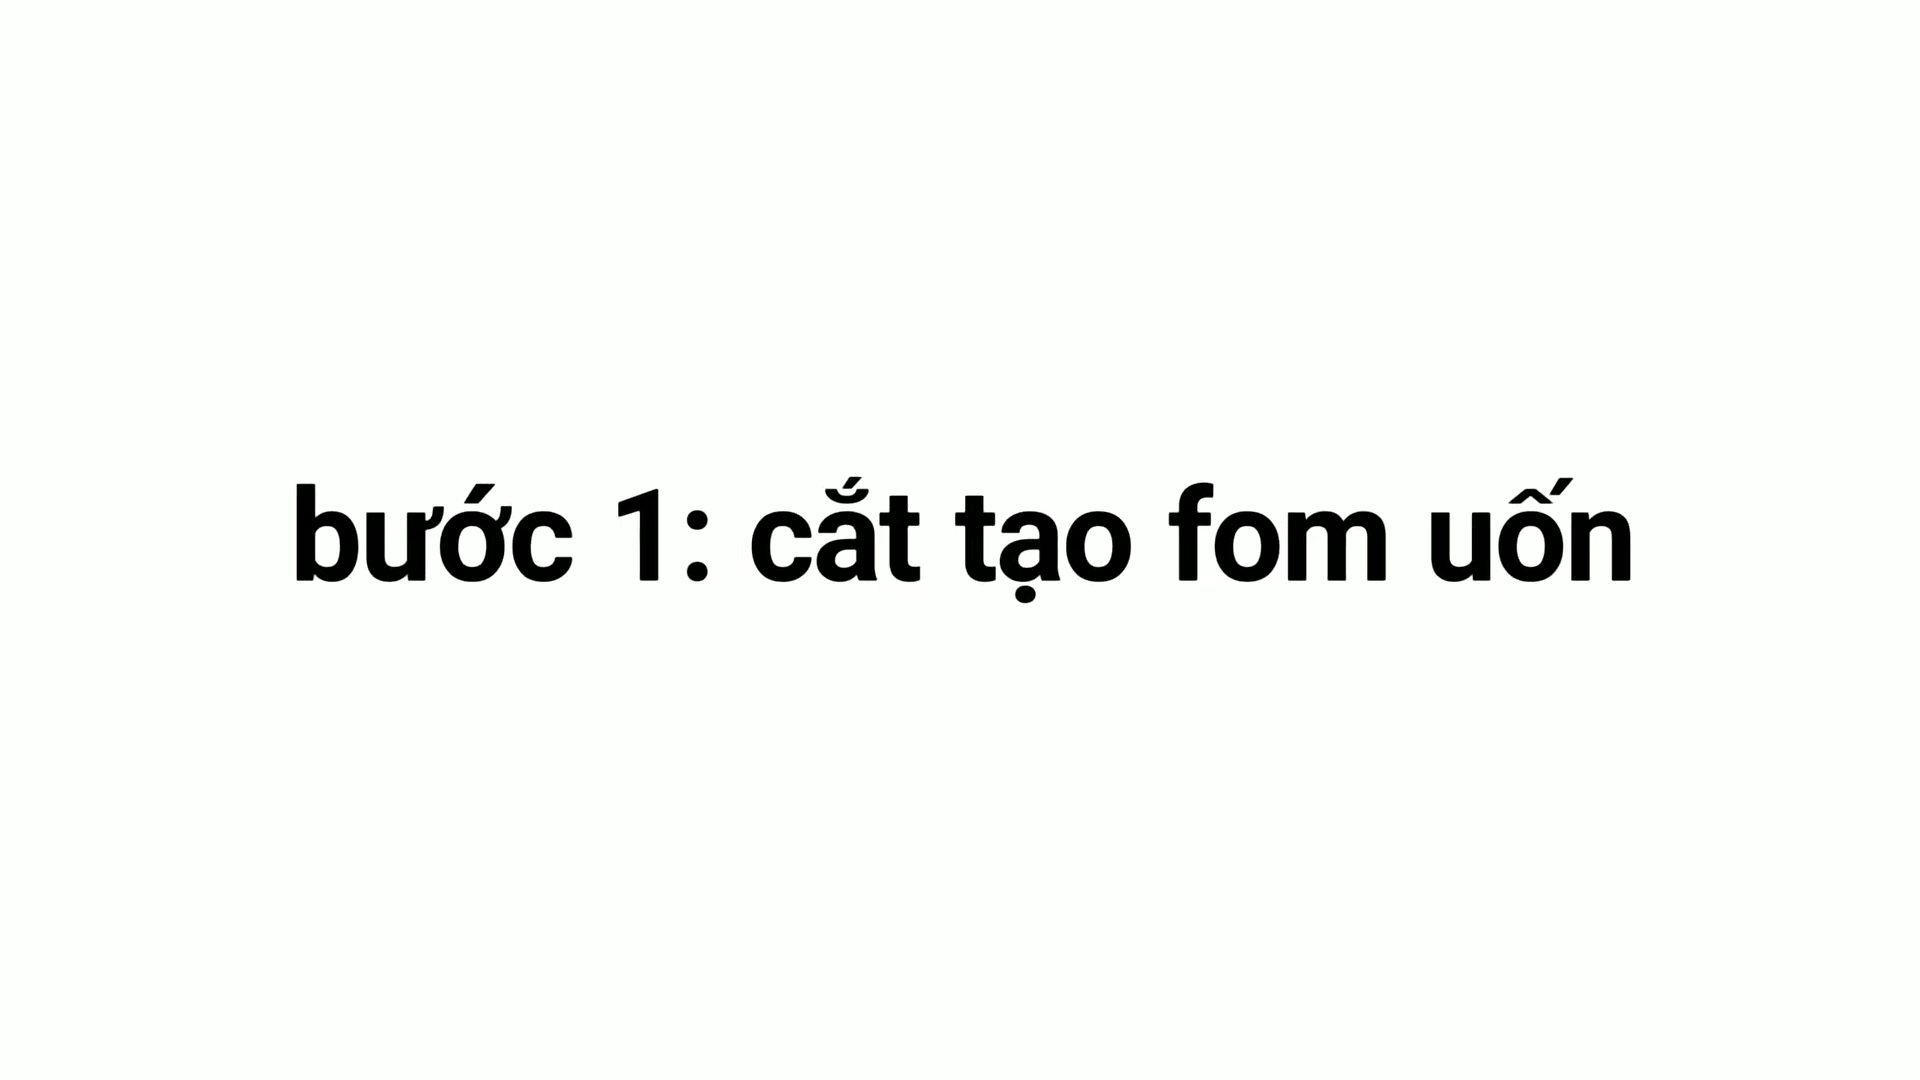 bước 1: cắt tạo fom uốn